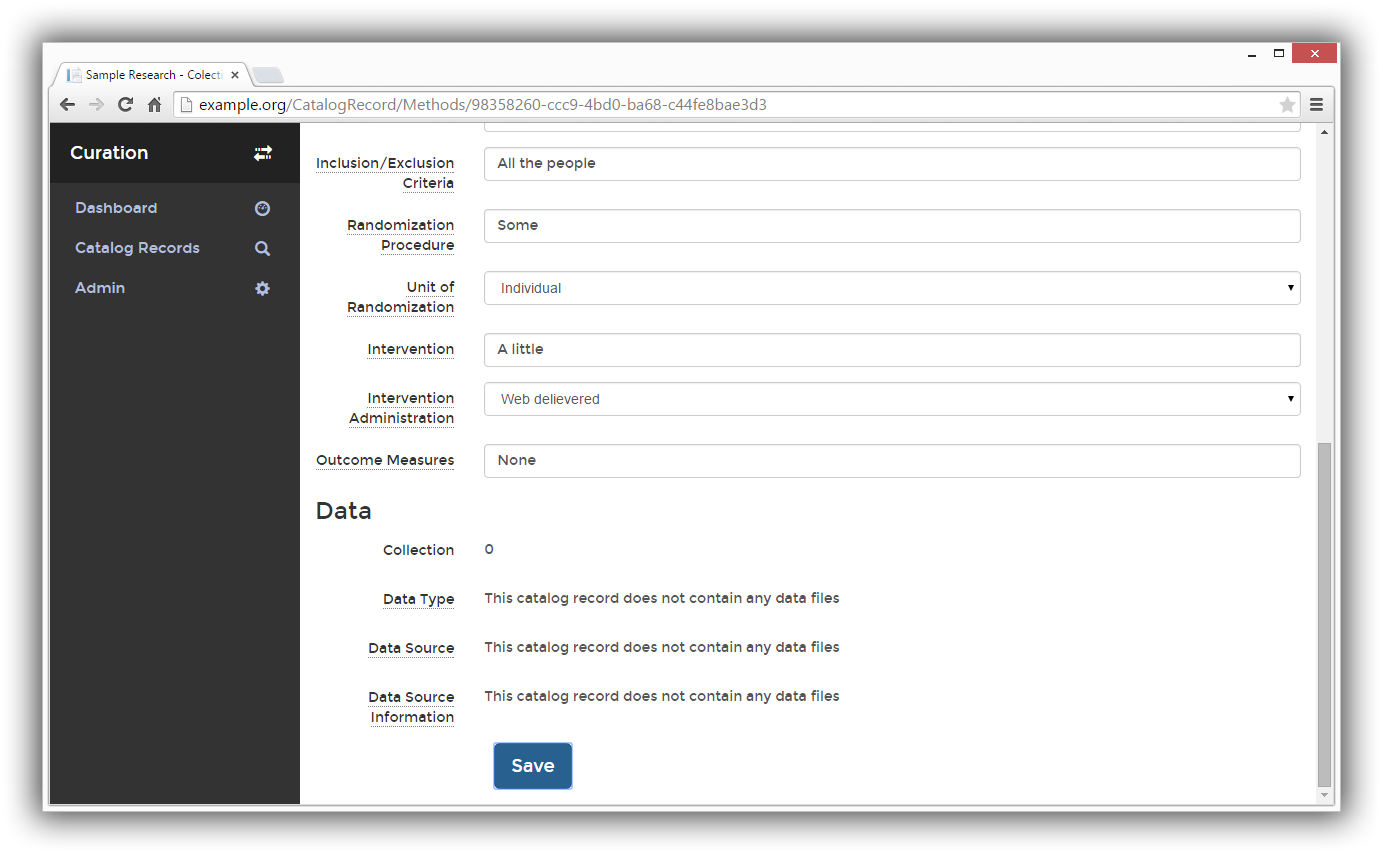 Sample Research - Colect
example.org/CatalogRecord/Methods/98358260-ccc9-4bd0-ba68-c44fe8bae3d3
Curation
Dashboard
Catalog Records
Admin
Inclusion/Exclusion
Criteria
All the people
Randomization
Procedure
Some
Unit of
Randomization
Individual
Intervention
A little
Intervention
Administration
Web delievered
Outcome Measures
None
Data
Collection
0
Data Type
This catalog record does not contain any data files
Data Source
This catalog record does not contain any data files
Data Source
Information
This catalog record does not contain any data files
Save